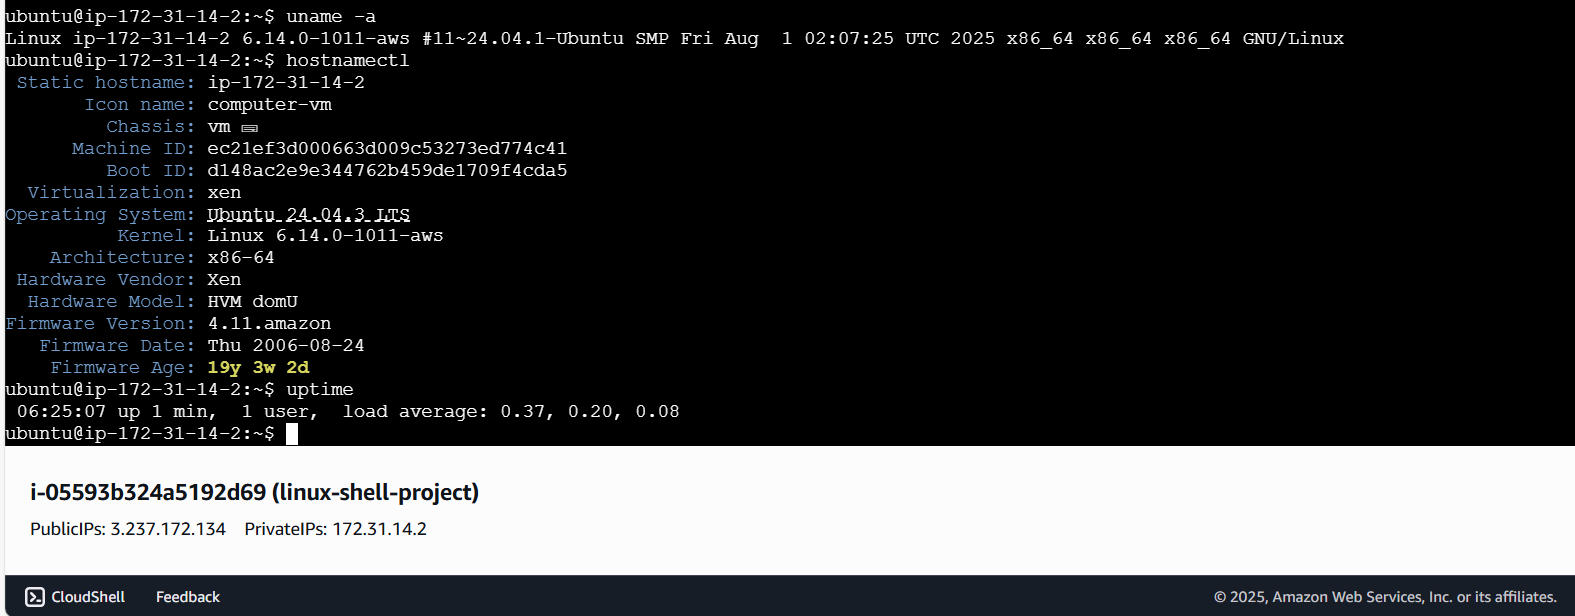 ubuntu@ip-172-31-14-2:~$ uname -a
Linux ip-172-31-14-2 6.14.0-1011-aws #11~24.04.1-Ubuntu SMP Fri Aug  1 02:07:25 UTC 2025 x86_64 x86_64 x86_64 GNU/Linux
ubuntu@ip-172-31-14-2:~$ hostnamectl
Static hostname: ip-172-31-14-2
Icon name: computer-vm
Chassis: vm 🖴
Machine ID: ec21ef3d000663d009c53273ed774c41
Boot ID: d148ac2e9e344762b459de1709f4cda5
Virtualization: xen
Operating System: Ubuntu 24.04.3 LTS
Kernel: Linux 6.14.0-1011-aws
Architecture: x86-64
Hardware Vendor: Xen
Hardware Model: HVM domU
Firmware Version: 4.11.amazon
Firmware Date: Thu 2006-08-24
Firmware Age: 19y 3w 2d
ubuntu@ip-172-31-14-2:~$ uptime
06:25:07 up 1 min,  1 user,  load average: 0.37, 0.20, 0.08
ubuntu@ip-172-31-14-2:~$
i-05593b324a5192d69 (linux-shell-project)
PublicIPs: 3.237.172.134 PrivateIPs: 172.31.14.2
CloudShell Feedback © 2025, Amazon Web Services, Inc. or its affiliates.